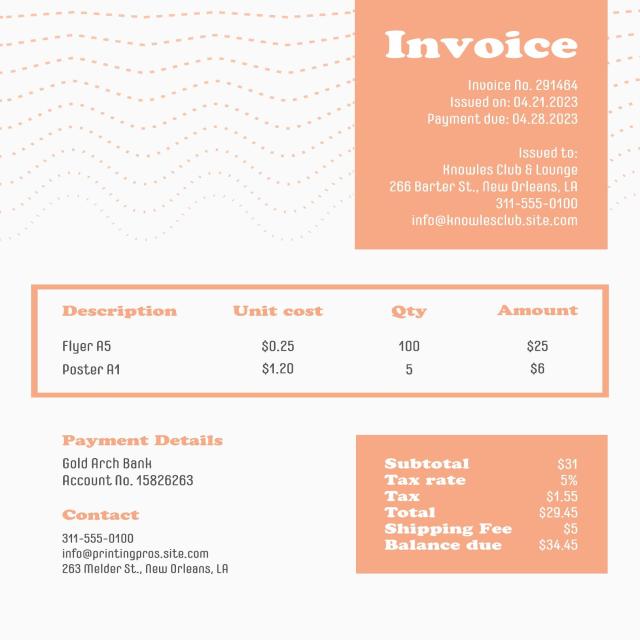 Invoice
Invoice No. 291464
Issued on: 04.21.2023
Payment due: 04.28.2023
Issued to:
Knowles Club & Lounge
266 Barter St., New Orleans, LA
311-555-0100
info@knowlesclub.site.com
Description Unit cost Qty Amount
Flyer A5 $0.25 100 $25
Poster A1 $1.20 5 $6
Payment Details
Gold Arch Bank
Account No. 15826263
Contact
311-555-0100
info@printingpros.site.com
263 Melder St., New Orleans, LA
Subtotal $31
Tax rate 5%
Tax $1.55
Total $29.45
Shipping Fee $5
Balance due $34.45